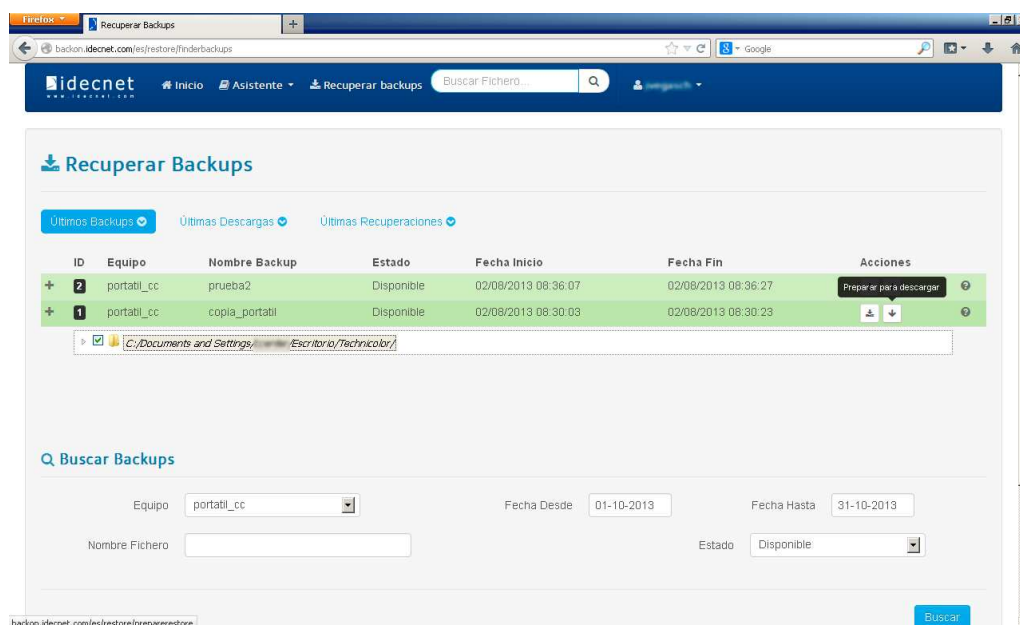 Firefox
Recuperar Backups
backon.idecnet.com/es/restore/finderbackups
Google
idecnet
www.idecnet.com
Inicio
Asistente
Recuperar backups
Buscar Fichero...
Recuperar Backups
Últimos Backups
Últimas Descargas
Últimas Recuperaciones
ID Equipo Nombre Backup Estado Fecha Inicio Fecha Fin Acciones
2 portatil_cc prueba2 Disponible 02/08/2013 08:36:07 02/08/2013 08:36:27
Preparar para descargar
1 portatil_cc copia_portatil Disponible 02/08/2013 08:30:03 02/08/2013 08:30:23
C:/Documents and Settings/ /Escritorio/Technicolor/
Buscar Backups
Equipo portatil_cc Fecha Desde 01-10-2013 Fecha Hasta 31-10-2013
Nombre Fichero Estado Disponible
Buscar
backon.idecnet.com/es/restore/preparerestore